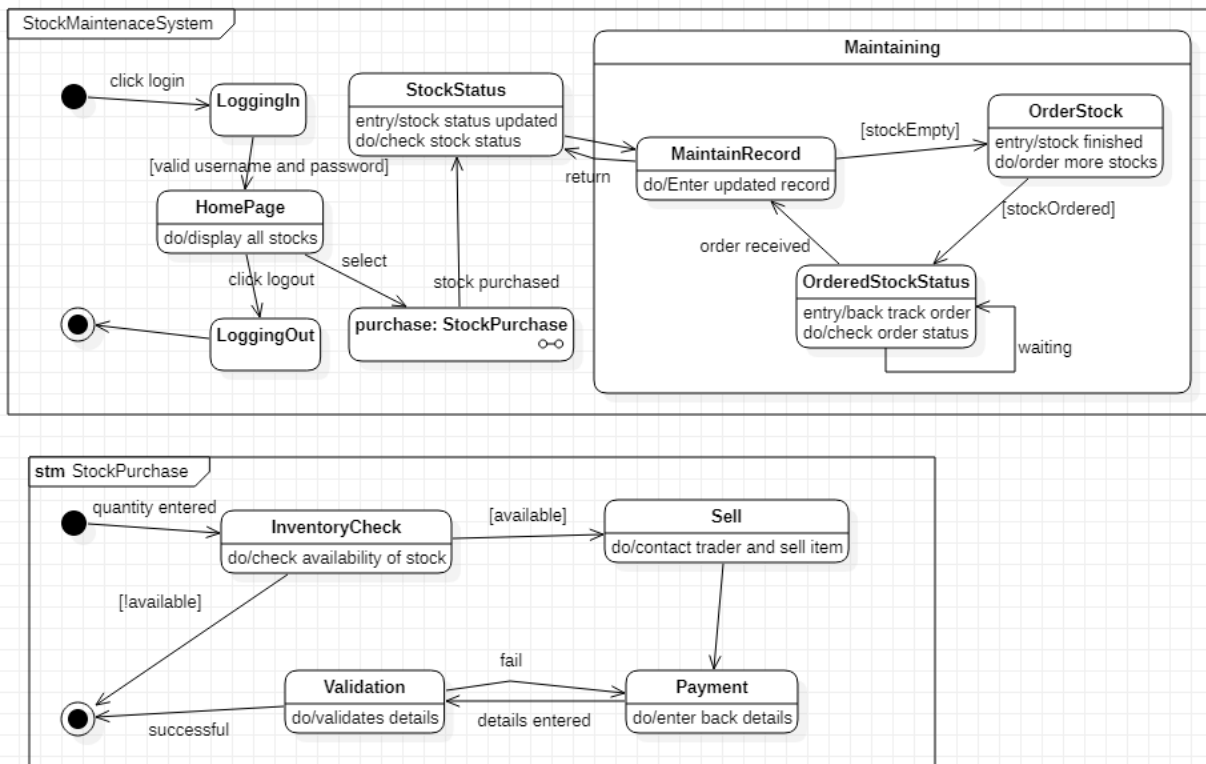 StockMaintenaceSystem
click login
LoggingIn
[valid username and password]
HomePage
do/display all stocks
click logout
select
LoggingOut
StockStatus
entry/stock status updated
do/check stock status
return
stock purchased
purchase: StockPurchase
Maintaining
MaintainRecord
do/Enter updated record
[stockEmpty]
OrderStock
entry/stock finished
do/order more stocks
[stockOrdered]
order received
OrderedStockStatus
entry/back track order
do/check order status
waiting
stm StockPurchase
quantity entered
InventoryCheck
do/check availability of stock
[available]
Sell
do/contact trader and sell item
[!available]
fail
Validation
do/validates details
Payment
do/enter back details
details entered
successful